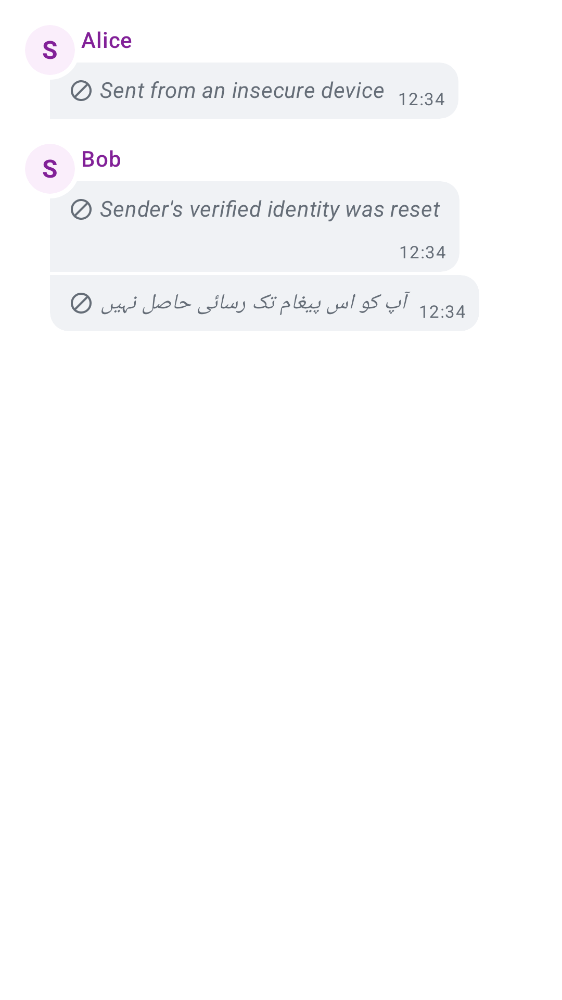 S
Alice
Sent from an insecure device
12:34
S
Bob
Sender's verified identity was reset
12:34
آپ کو اس پیغام تک رسائی حاصل نہیں
12:34